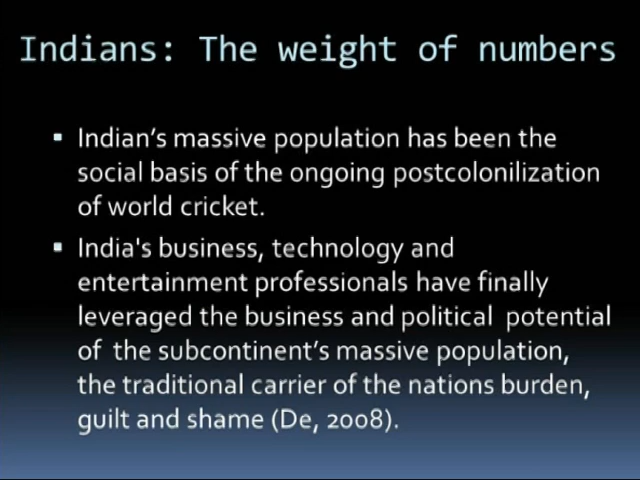 Indians: The weight of numbers
▪ Indian's massive population has been the
social basis of the ongoing postcolonilization
of world cricket.
▪ India's business, technology and
entertainment professionals have finally
leveraged the business and political potential
of the subcontinent's massive population,
the traditional carrier of the nations burden,
guilt and shame (De, 2008).